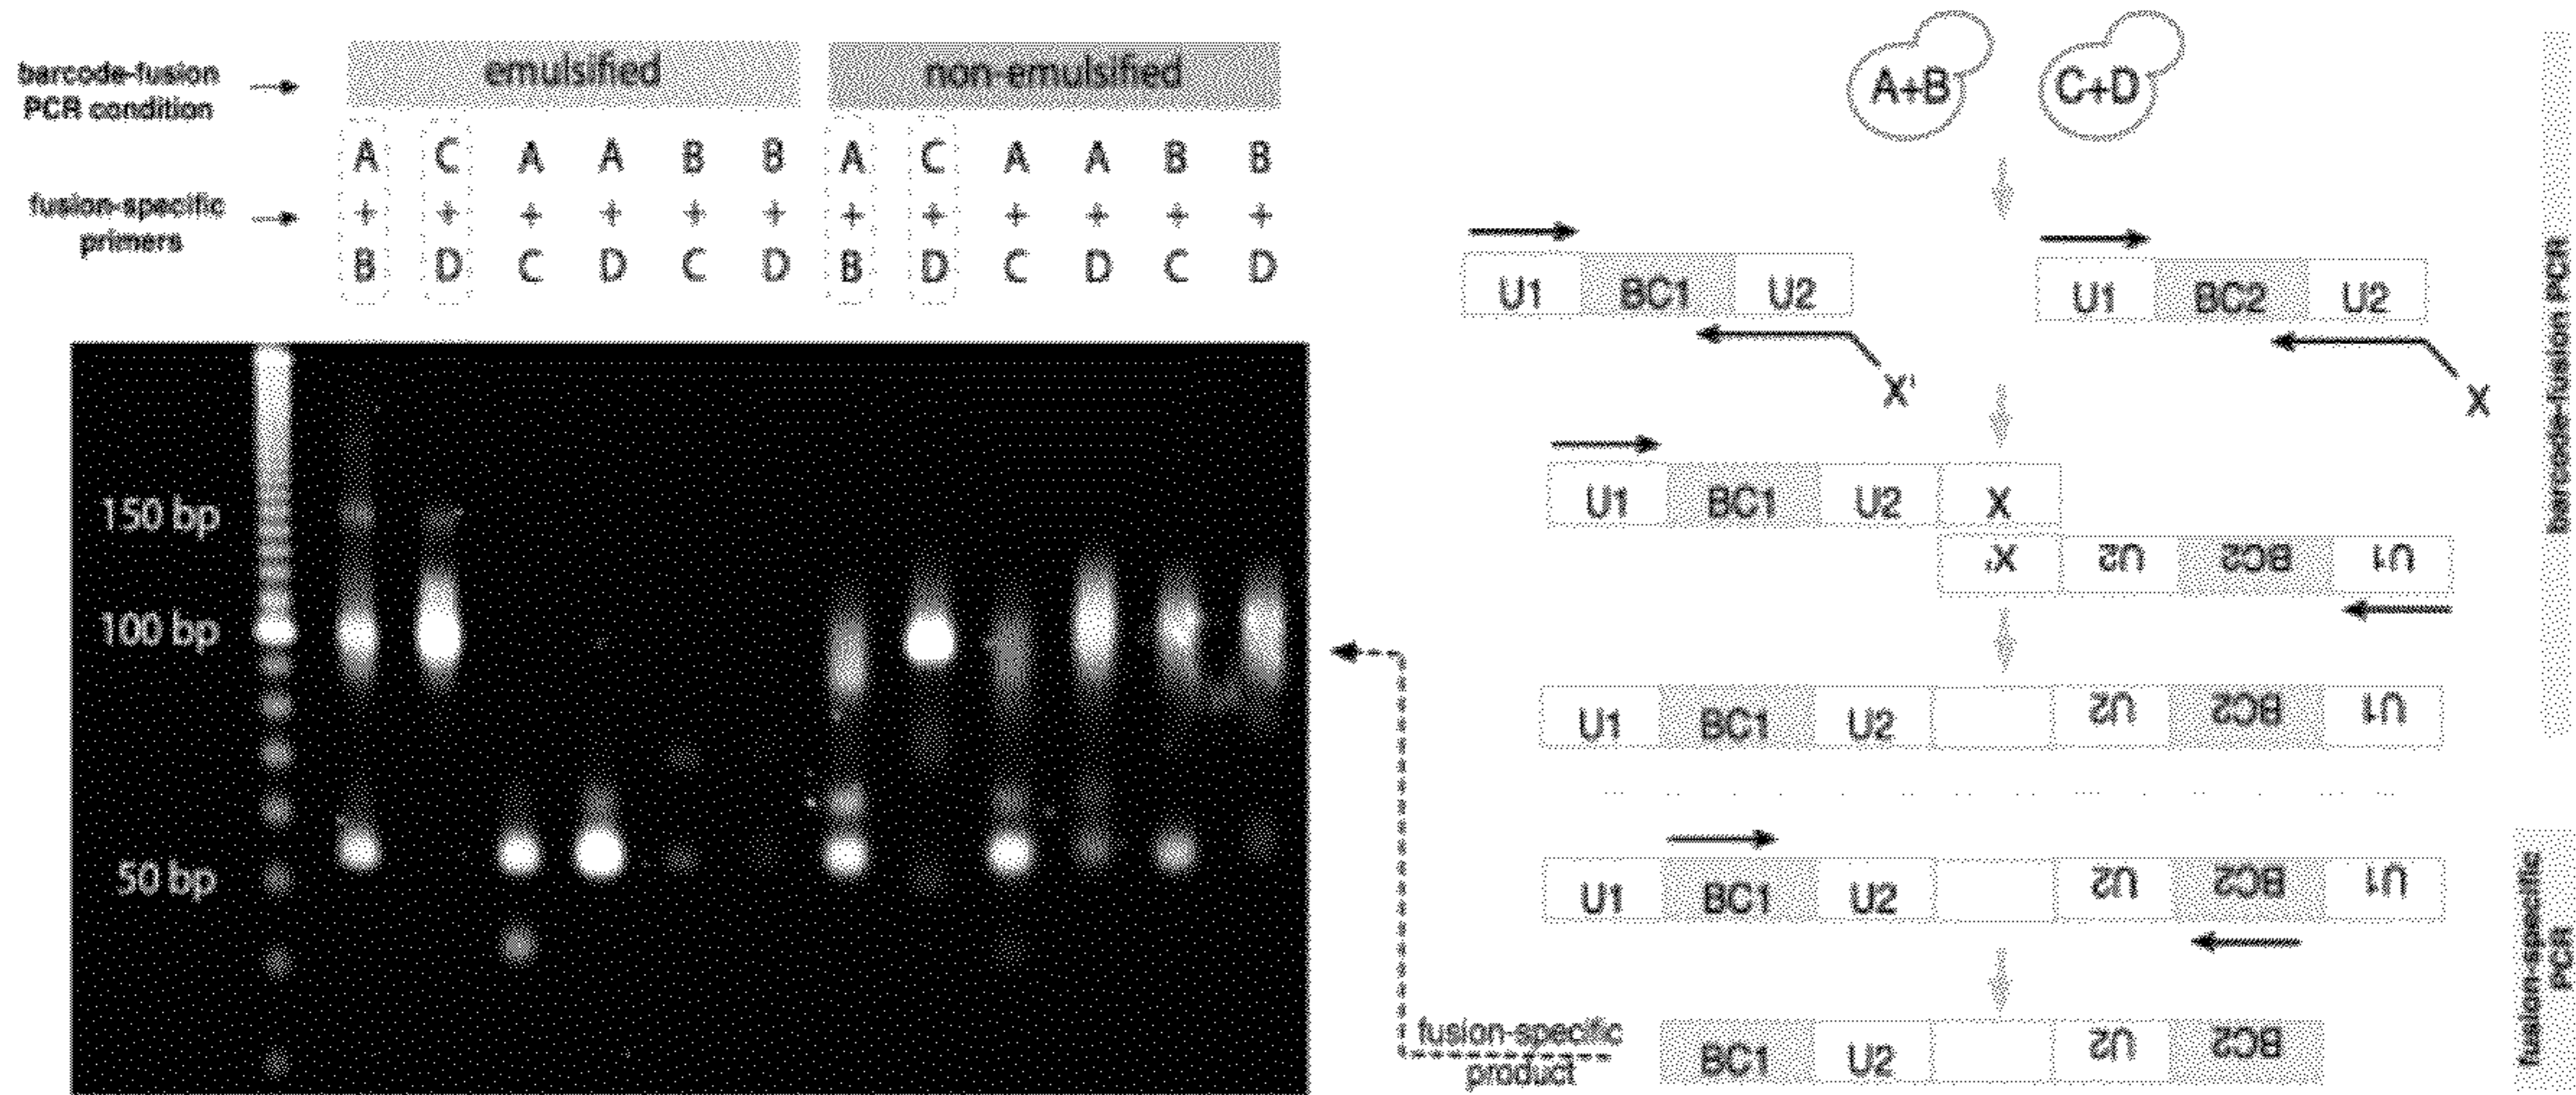 barcode-fusion
PCR condition
emulsified
non-emulsified
A C A A B B A C A A B B
fusion-specific
primers
+ + + + + + + + + + + +
B D C D C D B D C D C D
150 bp
100 bp
50 bp
A+B
C+D
U1 BC1 U2
U1 BC2 U2
X'
X
U1 BC1 U2 X
X' U2 BC2 U1
U1 BC1 U2 U2 BC2 U1
U1 BC1 U2 U2 BC2 U1
BC1 U2 U2 BC2
fusion-specific
product
barcode-fusion PCR
fusion-specific
PCR